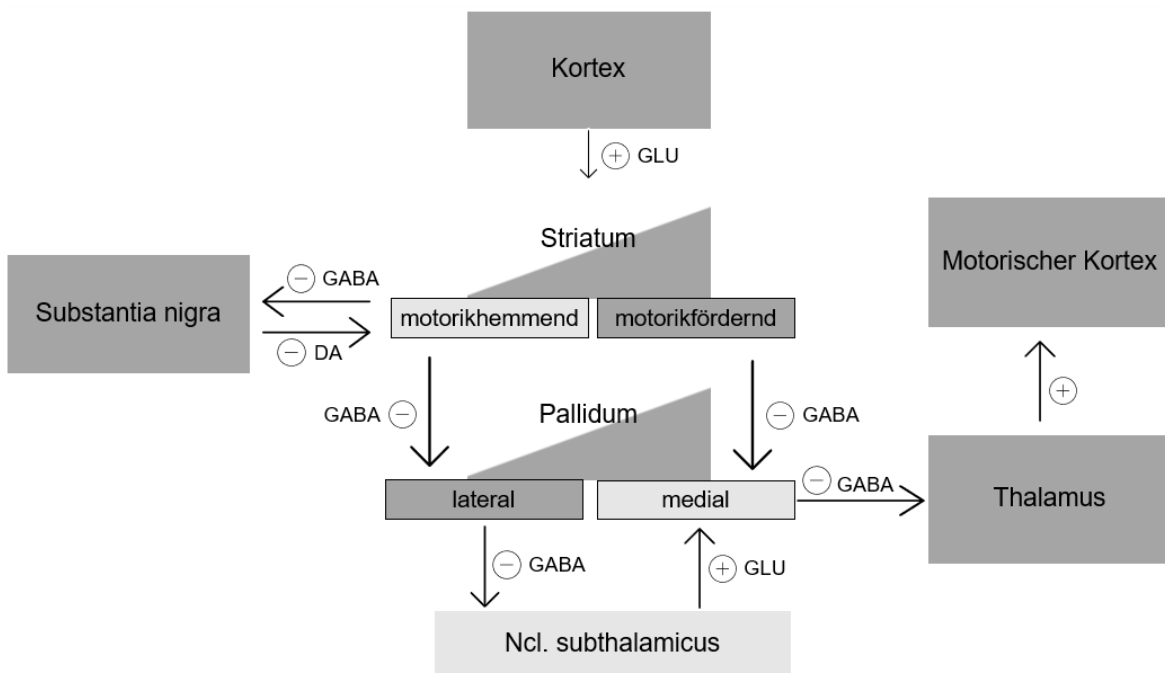 Kortex
+ GLU
Striatum
Motorischer Kortex
− GABA
Substantia nigra
motorikhemmend
motorikfördernd
− DA
+
GABA −
Pallidum
− GABA
− GABA
lateral
medial
Thalamus
− GABA
+ GLU
Ncl. subthalamicus